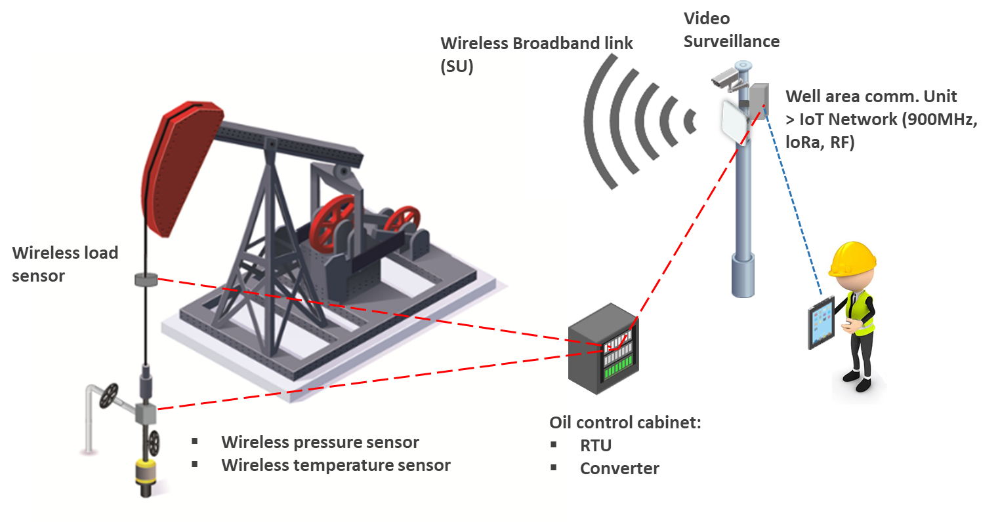 Video
Surveillance
Wireless Broadband link
(SU)
Well area comm. Unit
> IoT Network (900MHz,
loRa, RF)
Wireless load
sensor
Oil control cabinet:
▪ RTU
▪ Converter
▪ Wireless pressure sensor
▪ Wireless temperature sensor